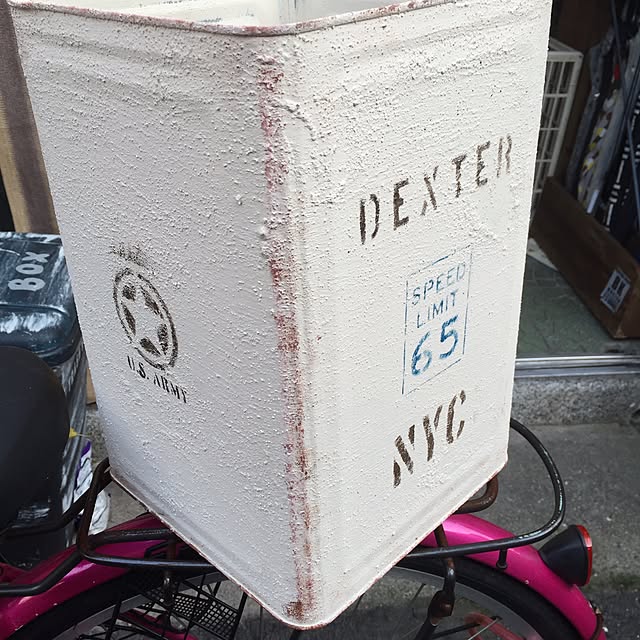 DEXTER
SPEED
LIMIT
65
NYC
U.S. ARMY
BOX